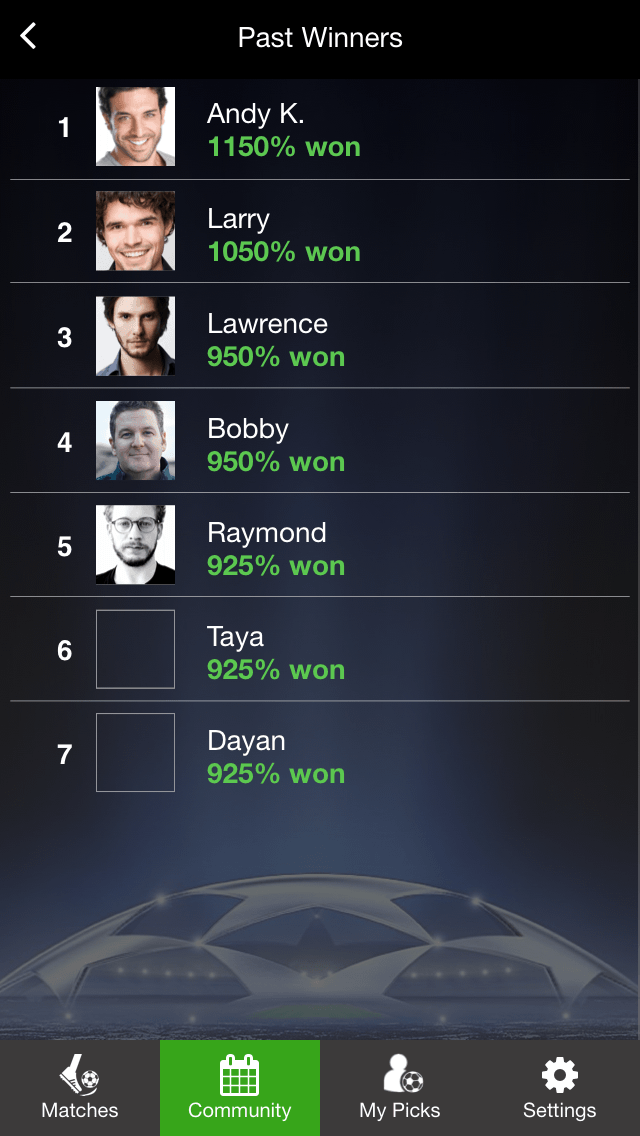 Past Winners
1
Andy K.
1150% won
2
Larry
1050% won
3
Lawrence
950% won
4
Bobby
950% won
5
Raymond
925% won
6
Taya
925% won
7
Dayan
925% won
Matches
Community
My Picks
Settings